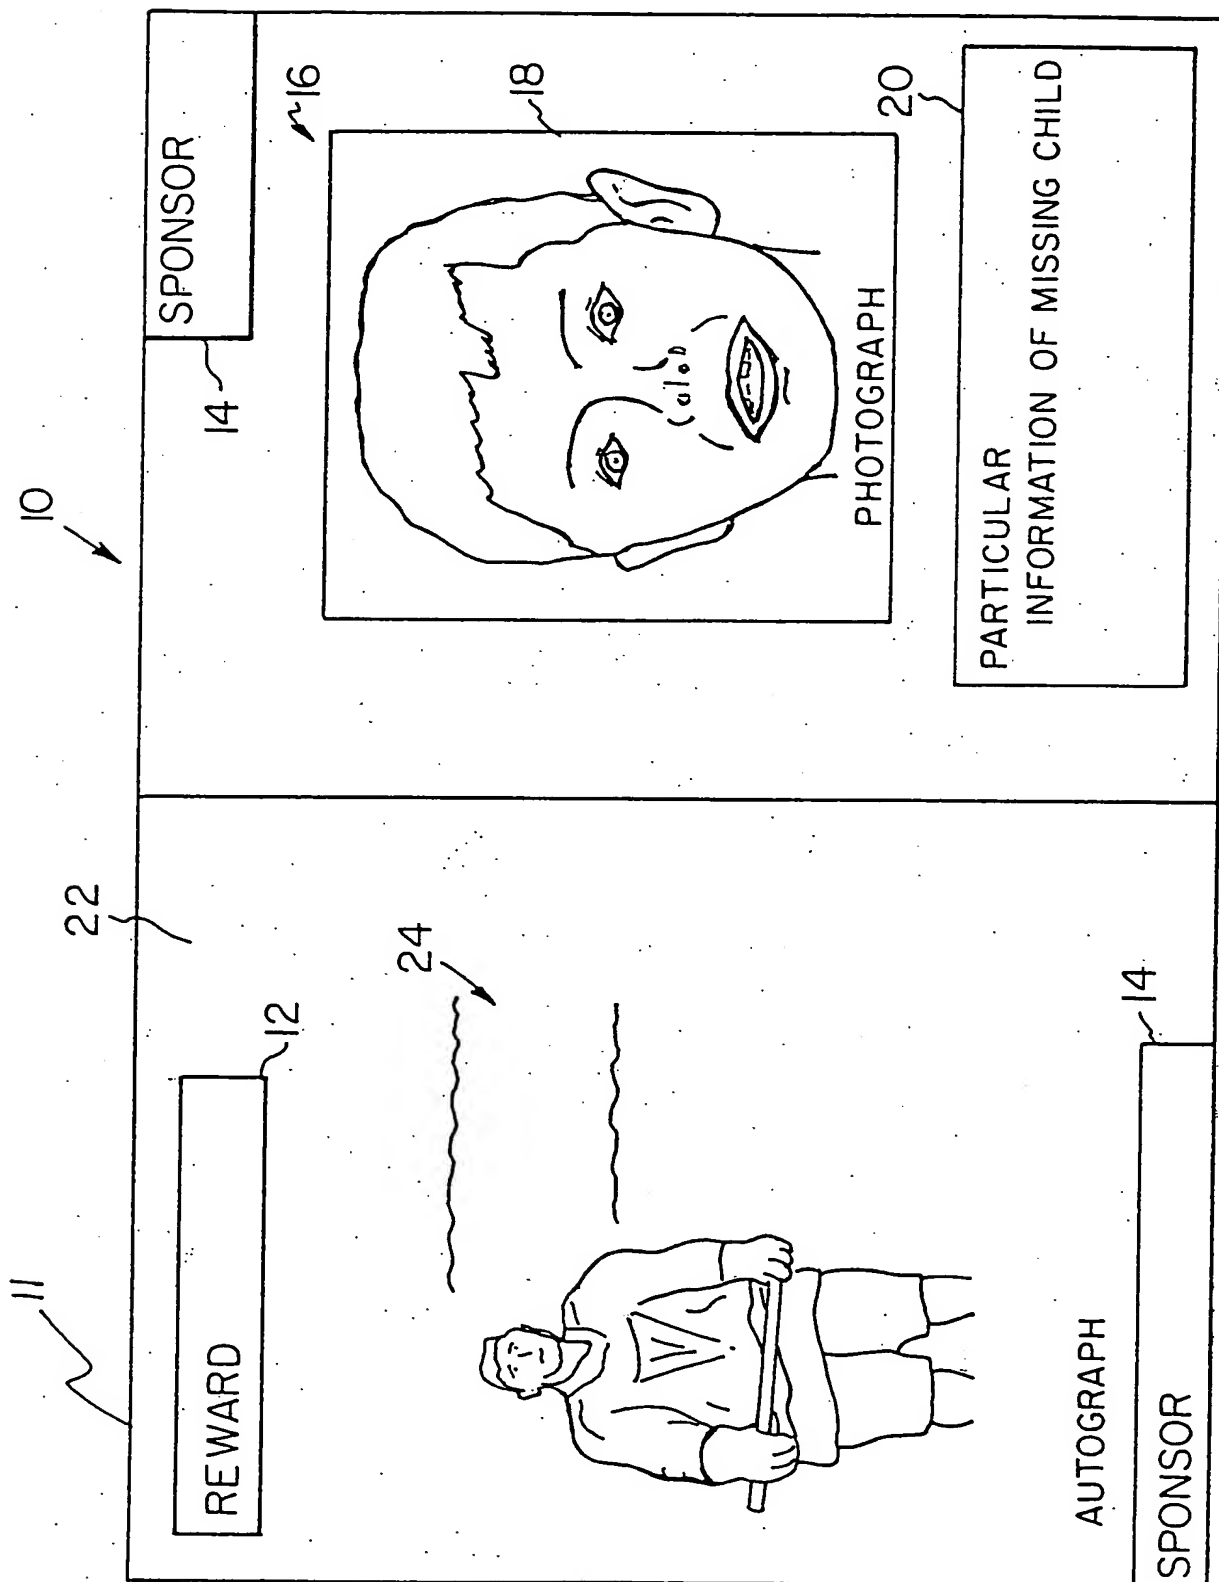 10
11
22
REWARD
12
24
AUTOGRAPH
SPONSOR
14
SPONSOR
14
16
18
PHOTOGRAPH
20
PARTICULAR
INFORMATION OF MISSING CHILD